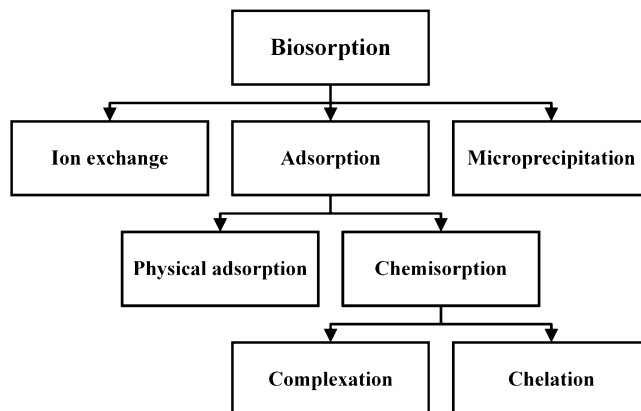 Biosorption
Ion exchange
Adsorption
Microprecipitation
Physical adsorption
Chemisorption
Complexation
Chelation